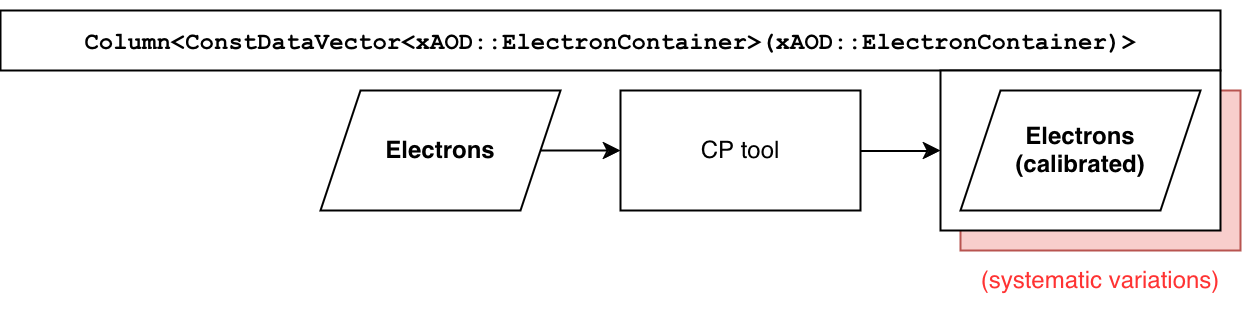 Column<ConstDataVector<xAOD::ElectronContainer>(xAOD::ElectronContainer)>
Electrons
CP tool
Electrons
(calibrated)
(systematic variations)